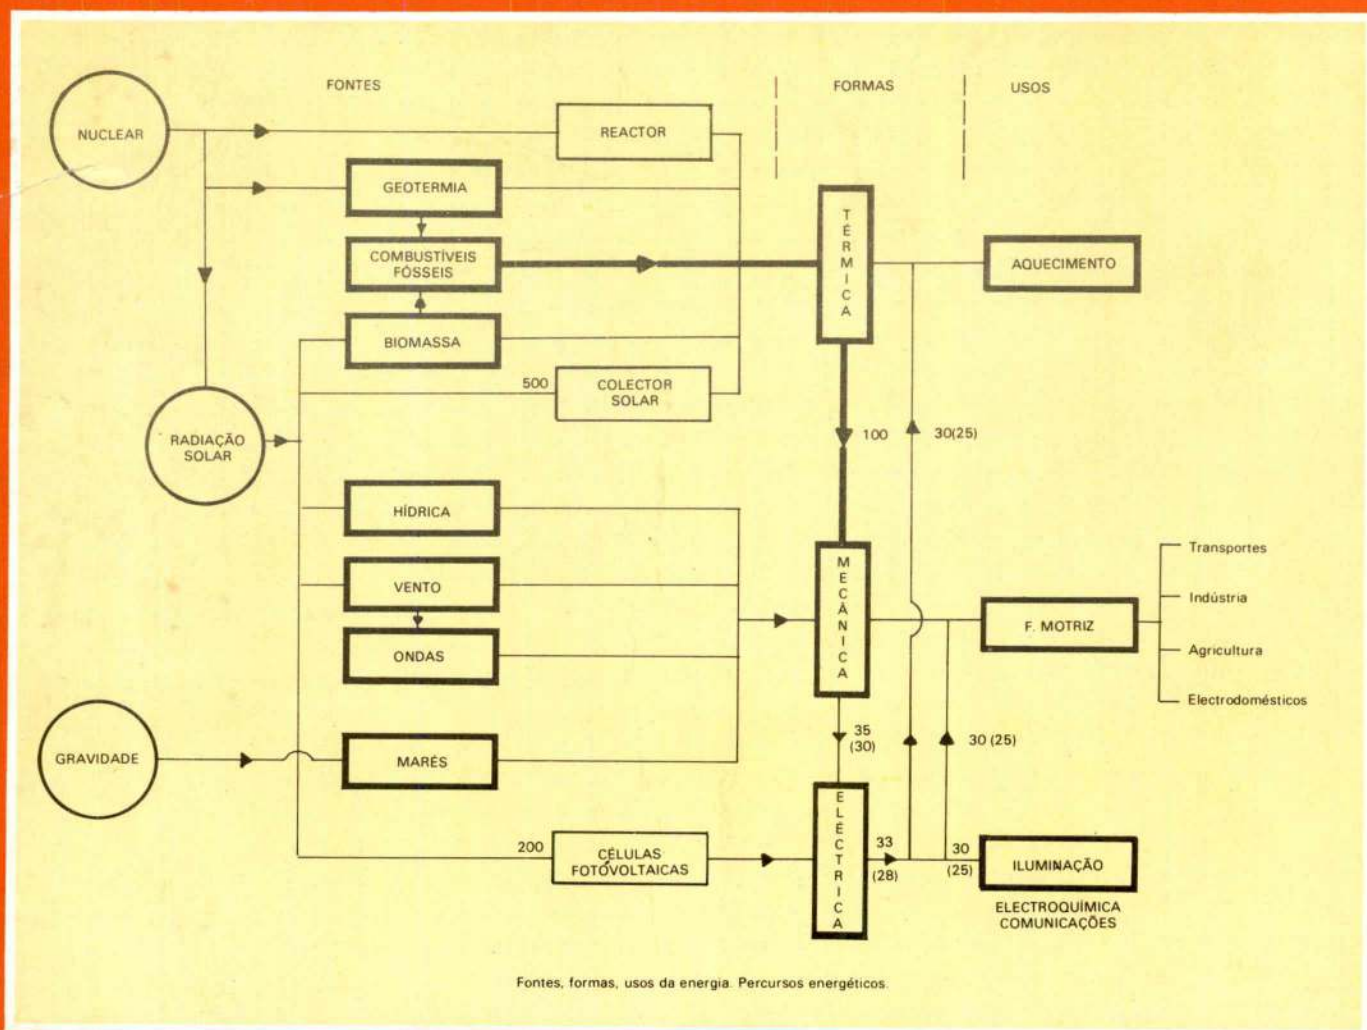 FONTES
FORMAS
USOS
NUCLEAR
REACTOR
GEOTERMIA
COMBUSTÍVEIS
FÓSSEIS
TÉRMICA
AQUECIMENTO
BIOMASSA
500
COLECTOR
SOLAR
RADIAÇÃO
SOLAR
100
30(25)
HÍDRICA
VENTO
ONDAS
MECÂNICA
F. MOTRIZ
Transportes
Indústria
Agricultura
Electrodomésticos
GRAVIDADE
MARÉS
35
(30)
30 (25)
200
CÉLULAS
FOTOVOLTAICAS
ELÉCTRICA
33
(28)
30
(25)
ILUMINAÇÃO
ELECTROQUÍMICA
COMUNICAÇÕES
Fontes, formas, usos da energia. Percursos energéticos.